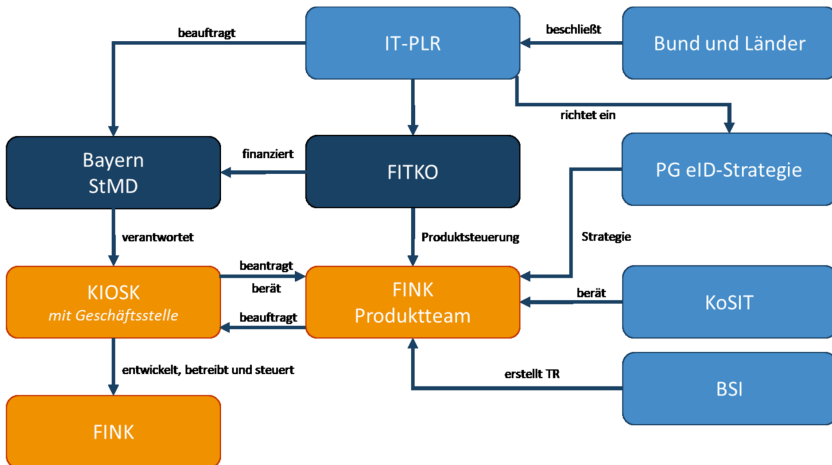 beauftragt
IT-PLR
beschließt
Bund und Länder
richtet ein
Bayern
StMD
finanziert
FITKO
PG eID-Strategie
verantwortet
Produktsteuerung
Strategie
KIOSK
mit Geschäftsstelle
beantragt
berät
beauftragt
FINK
Produktteam
berät
KoSIT
entwickelt, betreibt und steuert
erstellt TR
BSI
FINK